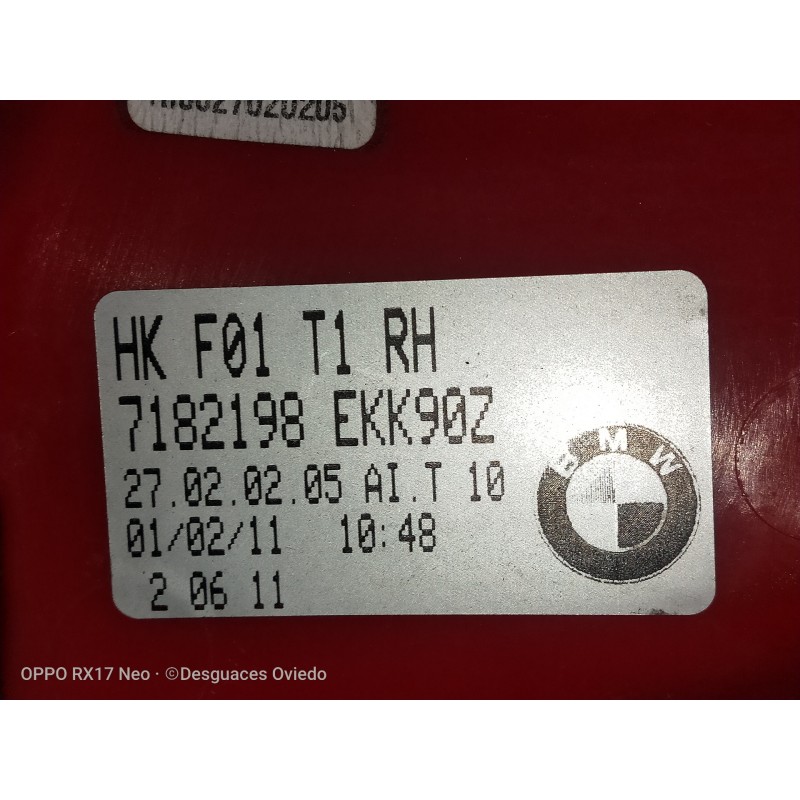 HK F01 T1 RH
7182198 EKK90Z
27.02.02.05 AI.T 10
01/02/11 10:48
2 06 11
BMW
OPPO RX17 Neo · ©Desguaces Oviedo